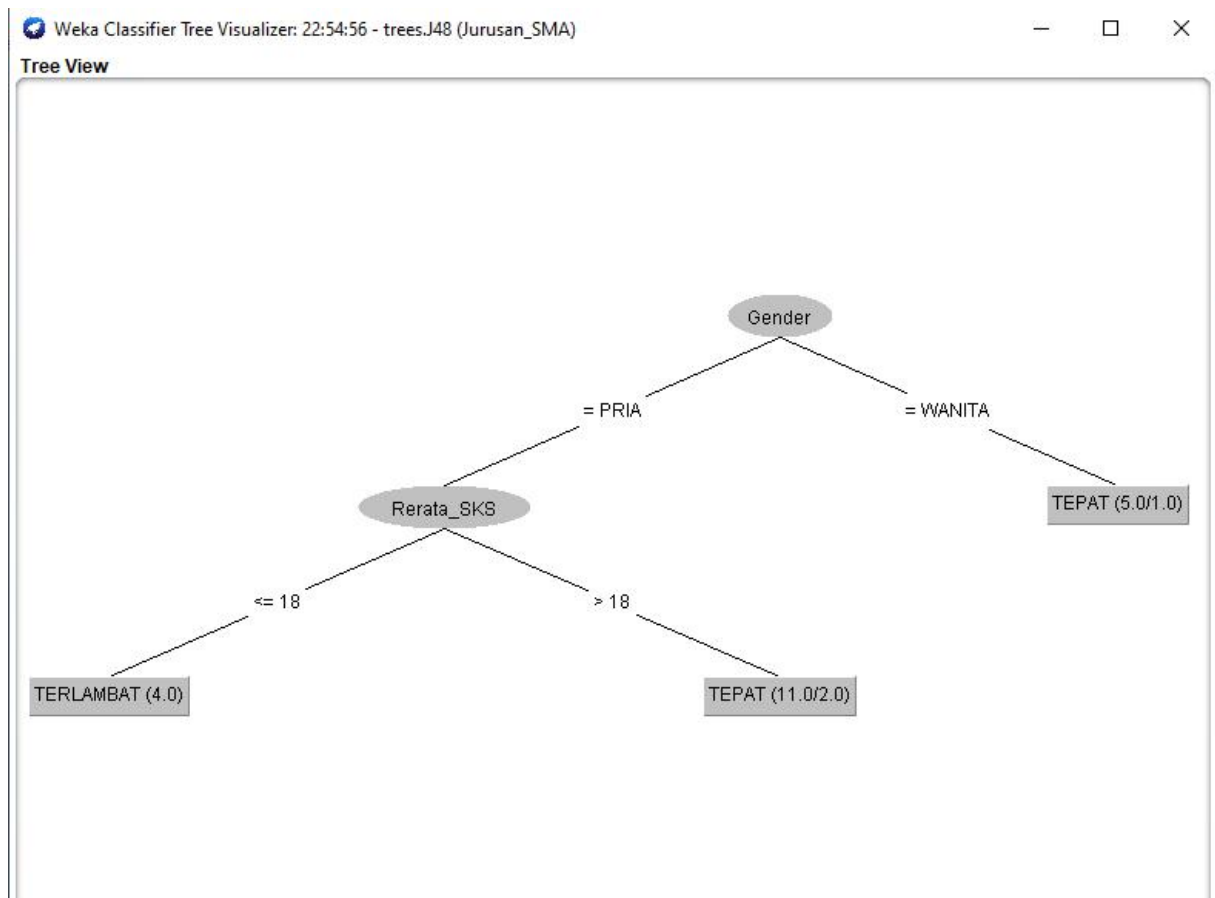 Weka Classifier Tree Visualizer: 22:54:56 - trees.J48 (Jurusan_SMA)
Tree View
Gender
= PRIA
= WANITA
Rerata_SKS
TEPAT (5.0/1.0)
<= 18
> 18
TERLAMBAT (4.0)
TEPAT (11.0/2.0)